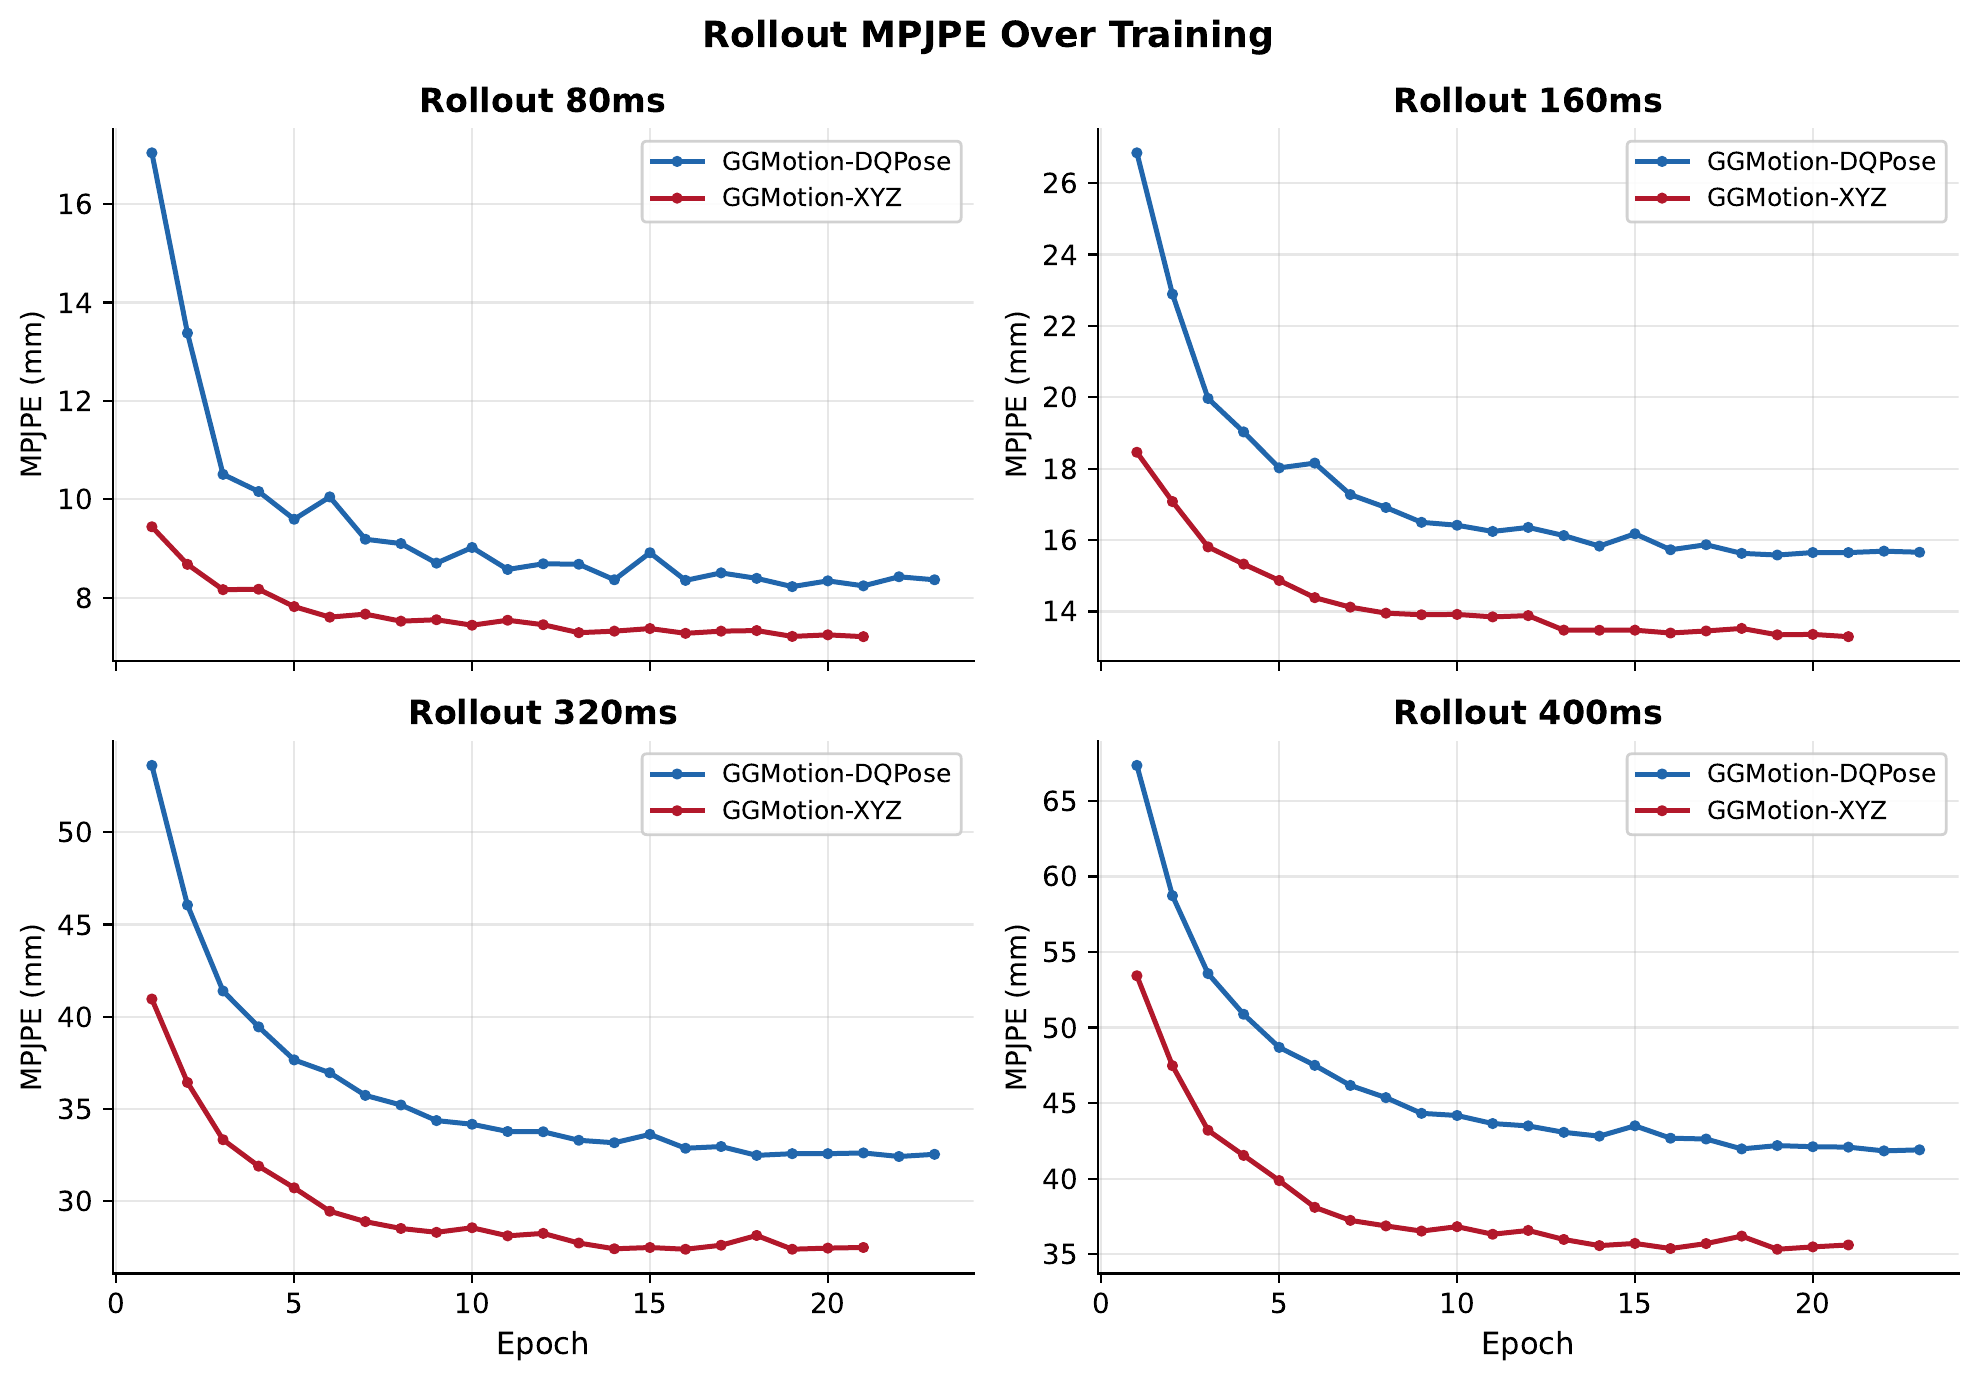 Rollout MPJPE Over Training
Rollout 80ms
MPJPE (mm)
16
14
12
10
8
GGMotion-DQPose
GGMotion-XYZ
Rollout 160ms
MPJPE (mm)
26
24
22
20
18
16
14
GGMotion-DQPose
GGMotion-XYZ
Rollout 320ms
MPJPE (mm)
50
45
40
35
30
GGMotion-DQPose
GGMotion-XYZ
0 5 10 15 20
Epoch
Rollout 400ms
MPJPE (mm)
65
60
55
50
45
40
35
GGMotion-DQPose
GGMotion-XYZ
0 5 10 15 20
Epoch